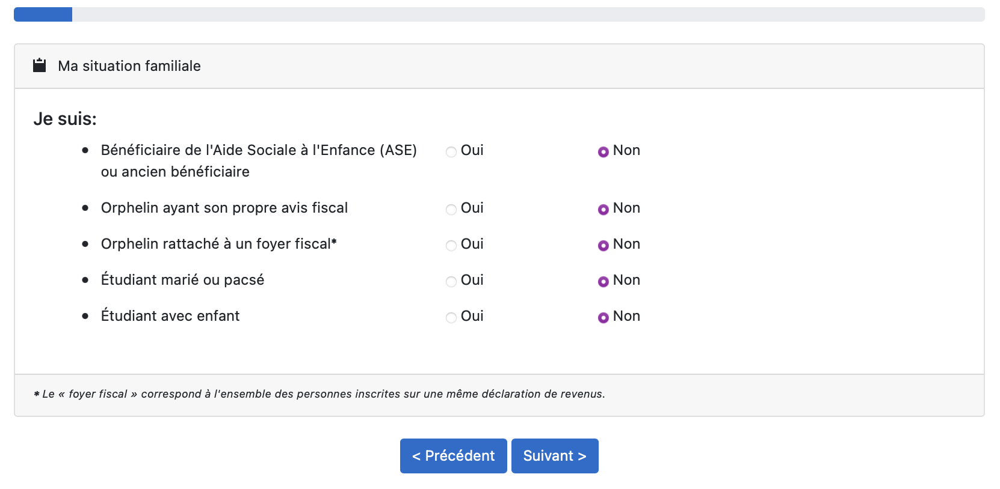 Ma situation familiale
Je suis:
• Bénéficiaire de l'Aide Sociale à l'Enfance (ASE) Oui Non
ou ancien bénéficiaire
• Orphelin ayant son propre avis fiscal Oui Non
• Orphelin rattaché à un foyer fiscal* Oui Non
• Étudiant marié ou pacsé Oui Non
• Étudiant avec enfant Oui Non
* Le « foyer fiscal » correspond à l'ensemble des personnes inscrites sur une même déclaration de revenus.
< Précédent Suivant >